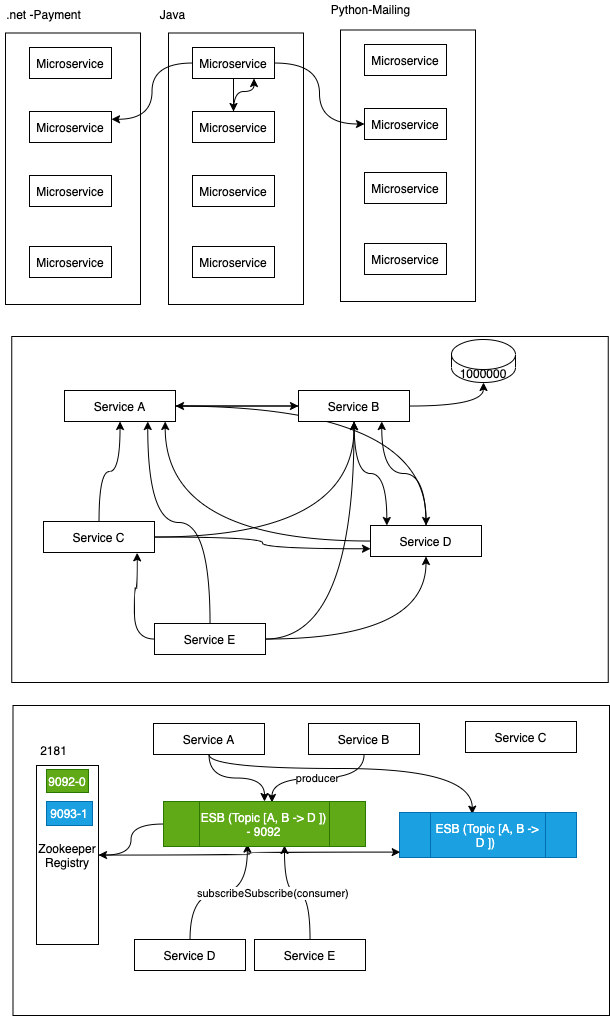 .net -Payment
Java
Python-Mailing
Microservice
Microservice
Microservice
Microservice
Microservice
Microservice
Microservice
Microservice
Microservice
Microservice
Microservice
Microservice
1000000
Service A
Service B
Service C
Service D
Service E
Service A
Service B
Service C
2181
9092-0
9093-1
Zookeeper
Registry
producer
ESB (Topic [A, B -> D ])
- 9092
ESB (Topic [A, B ->
D ])
subscribeSubscribe(consumer)
Service D
Service E